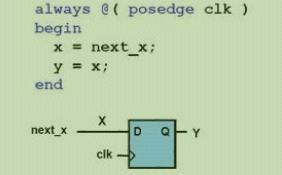 always @( posedge clk )
begin
x = next_x;
y = x;
end
X
next_x D Q Y
clk